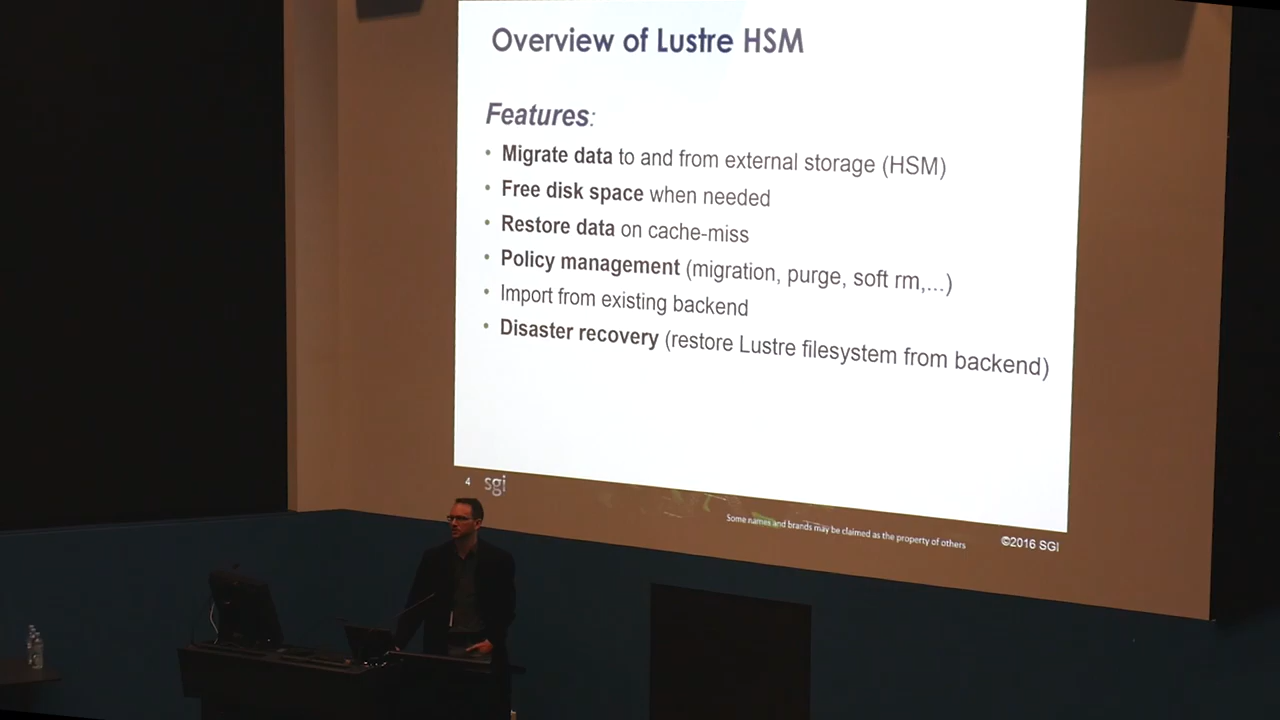 Overview of Lustre HSM
Features:
• Migrate data to and from external storage (HSM)
• Free disk space when needed
• Restore data on cache-miss
• Policy management (migration, purge, soft rm,...)
• Import from existing backend
• Disaster recovery (restore Lustre filesystem from backend)
4 sgi
Some names and brands may be claimed as the property of others
©2016 SGI